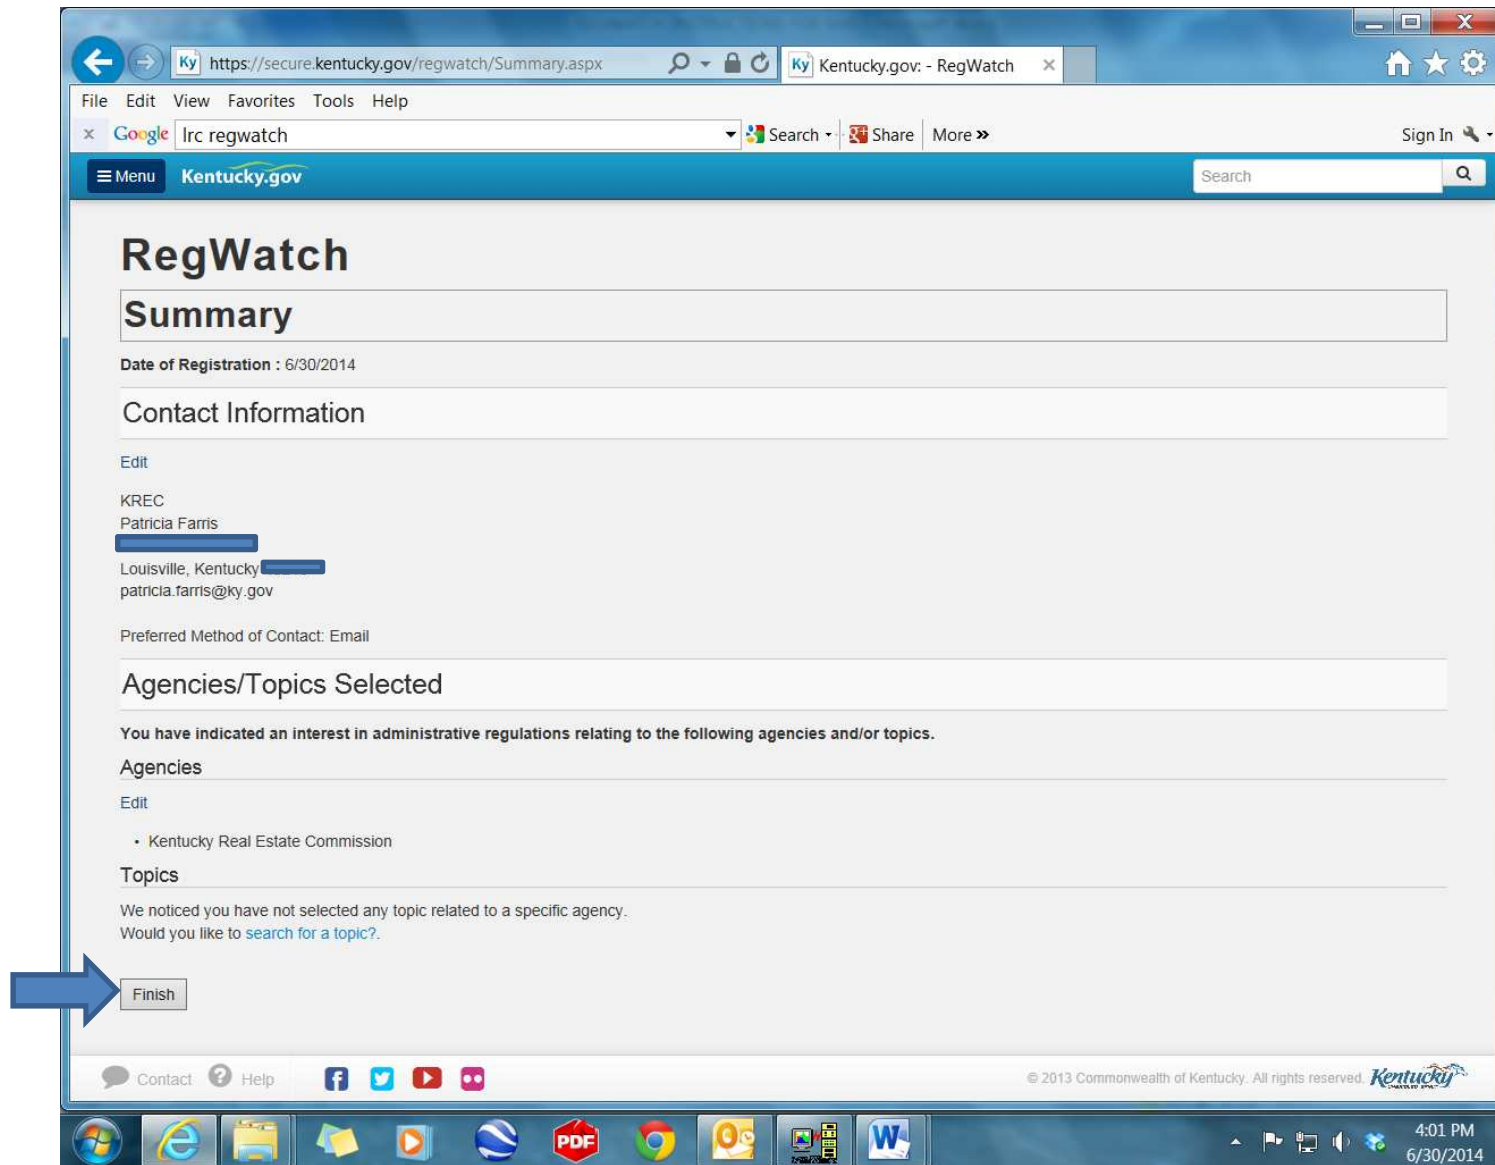 https://secure.kentucky.gov/regwatch/Summary.aspx
Ky Kentucky.gov: - RegWatch
File Edit View Favorites Tools Help
Google lrc regwatch Search Share More » Sign In
Menu Kentucky.gov Search
RegWatch
Summary
Date of Registration : 6/30/2014
Contact Information
Edit
KREC
Patricia Farris
Louisville, Kentucky
patricia.farris@ky.gov
Preferred Method of Contact: Email
Agencies/Topics Selected
You have indicated an interest in administrative regulations relating to the following agencies and/or topics.
Agencies
Edit
• Kentucky Real Estate Commission
Topics
We noticed you have not selected any topic related to a specific agency.
Would you like to search for a topic?.
Finish
Contact Help © 2013 Commonwealth of Kentucky. All rights reserved. Kentucky
PDF
4:01 PM
6/30/2014